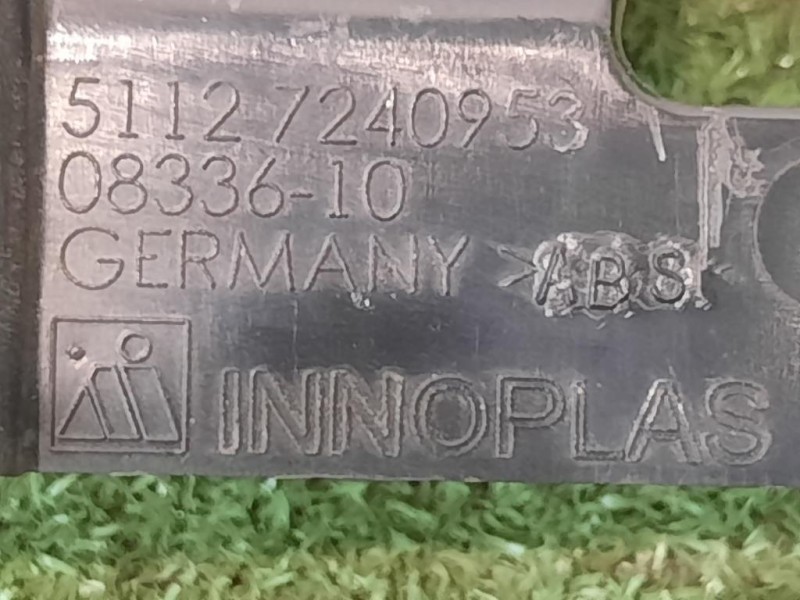 5112 7240953
08336-10
GERMANY >ABS<
INNOPLAS